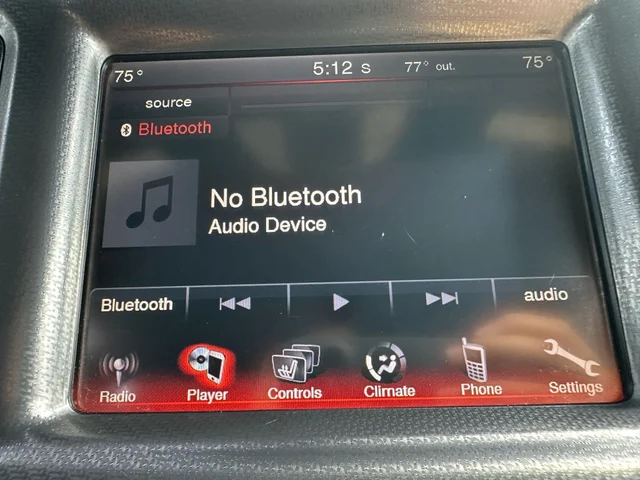 75° 5:12 S 77° out. 75°
source
Bluetooth
No Bluetooth
Audio Device
Bluetooth audio
Radio Player Controls Climate Phone Settings